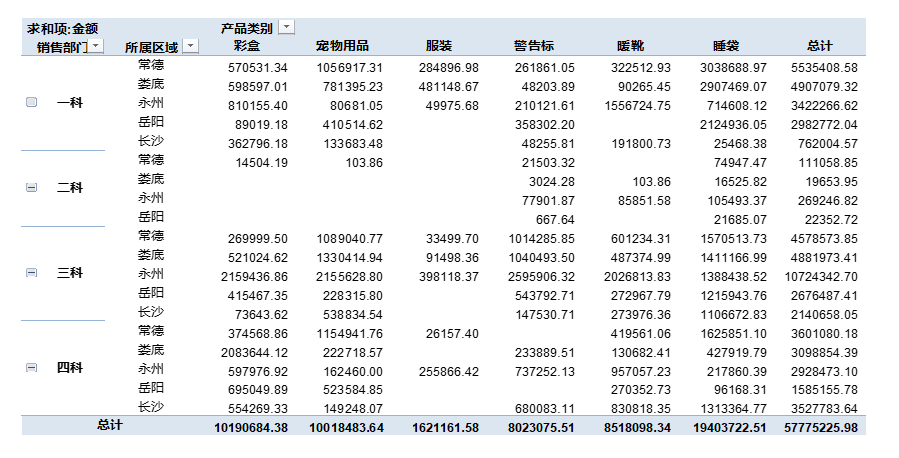 求和项:金额 产品类别
销售部门 所属区域 彩盒 宠物用品 服装 警告标 暖靴 睡袋 总计
常德 570531.34 1056917.31 284896.98 261861.05 322512.93 3038688.97 5535408.58
娄底 598597.01 781395.23 481148.67 48203.89 90265.45 2907469.07 4907079.32
一科 永州 810155.40 80681.05 49975.68 210121.61 1556724.75 714608.12 3422266.62
岳阳 89019.18 410514.62 358302.20 2124936.05 2982772.04
长沙 362796.18 133683.48 48255.81 191800.73 25468.38 762004.57
常德 14504.19 103.86 21503.32 74947.47 111058.85
二科 娄底 3024.28 103.86 16525.82 19653.95
永州 77901.87 85851.58 105493.37 269246.82
岳阳 667.64 21685.07 22352.72
常德 269999.50 1089040.77 33499.70 1014285.85 601234.31 1570513.73 4578573.85
娄底 521024.62 1330414.94 91498.36 1040493.50 487374.99 1411166.99 4881973.41
三科 永州 2159436.86 2155628.80 398118.37 2595906.32 2026813.83 1388438.52 10724342.70
岳阳 415467.35 228315.80 543792.71 272967.79 1215943.76 2676487.41
长沙 73643.62 538834.54 147530.71 273976.36 1106672.83 2140658.05
常德 374568.86 1154941.76 26157.40 419561.06 1625851.10 3601080.18
娄底 2083644.12 222718.57 233889.51 130682.41 427919.79 3098854.39
四科 永州 597976.92 162460.00 255866.42 737252.13 957057.23 217860.39 2928473.10
岳阳 695049.89 523584.85 270352.73 96168.31 1585155.78
长沙 554269.33 149248.07 680083.11 830818.35 1313364.77 3527783.64
总计 10190684.38 10018483.64 1621161.58 8023075.51 8518098.34 19403722.51 57775225.98